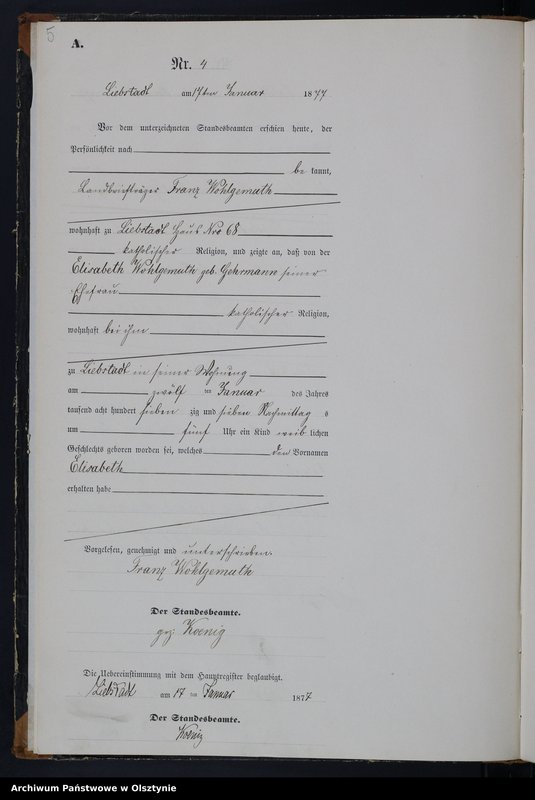 5
A.
Nr. 4
Liebstadt am 17ten Januar 1877
Vor dem unterzeichneten Standesbeamten erschien heute, der
Persönlichkeit nach
be kannt,
Landbriefträger Franz Wohlgemuth
wohnhaft zu Liebstadt Haus Nro 68
katholischer Religion, und zeigte an, daß von der
Elisabeth Wohlgemuth geb. Gehrmann seiner
Ehefrau
katholischer Religion,
wohnhaft bei ihm
zu Liebstadt in seiner Wohnung
am zwölf ten Januar des Jahres
tausend acht hundert sieben zig und sieben Nachmittag s
um fünf Uhr ein Kind weib lichen
Geschlechts geboren worden sei, welches den Vornamen
Elisabeth
erhalten habe
Vorgelesen, genehmigt und unterschrieben.
Franz Wohlgemuth
Der Standesbeamte.
gez. Koenig
Die Uebereinstimmung mit dem Hauptregister beglaubigt.
Liebstadt am 17 ten Januar 1877
Der Standesbeamte.
Koenig
Archiwum Państwowe w Olsztynie